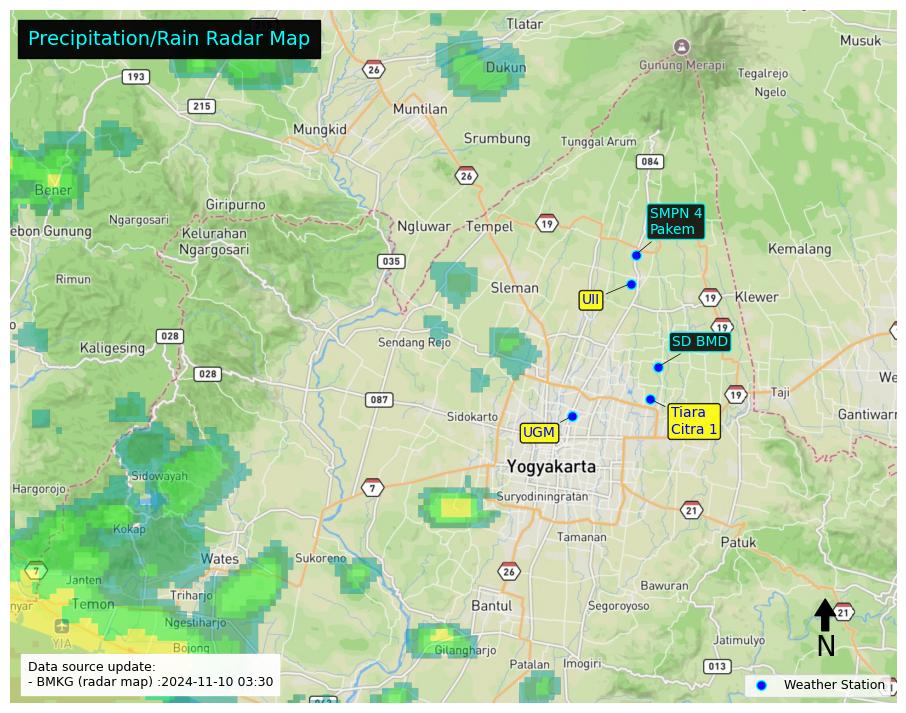 Precipitation/Rain Radar Map
Tlatar
Musuk
26
Dukun
Gunung Merapi
193
Tegalrejo
215
Ngelo
Muntilan
Mungkid
Srumbung
Tunggal Arum
084
26
Bener
Giripurno
Ngargosari
SMPN 4
Pakem
19
Ngluwar
Tempel
Kelurahan
Ngargosari
Kemalang
035
Rimun
UII
Sleman
19
Klewer
19
028
Sendang Rejo
SD BMD
Kaligesing
028
087
19
Taji
Tiara
Citra 1
Sidokarto
UGM
Yogyakarta
Sidowayah
Hargorojo
7
Suryodiningratan
21
Kokap
Tamanan
Patuk
Wates
Sukoreno
7
Janten
26
Bawuran
Temon
Triharjo
Bantul
Segoroyoso
21
Ngestiharjo
YIA
Jatimulyo
N
Bojong
Gilangharjo
Patalan
Imogiri
013
Data source update:
- BMKG (radar map) :2024-11-10 03:30
Weather Station